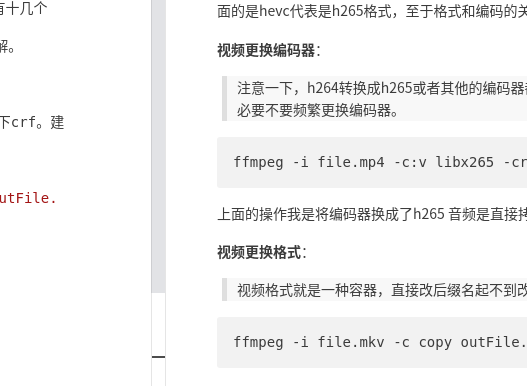 有十几个
解。
下crf。建
utFile.
面的是hevc代表是h265格式，至于格式和编码的关
视频更换编码器：
注意一下，h264转换成h265或者其他的编码器都
必要不要频繁更换编码器。
ffmpeg -i file.mp4 -c:v libx265 -cr
上面的操作我是将编码器换成了h265 音频是直接拷
视频更换格式：
视频格式就是一种容器，直接改后缀名起不到改
ffmpeg -i file.mkv -c copy outFile.